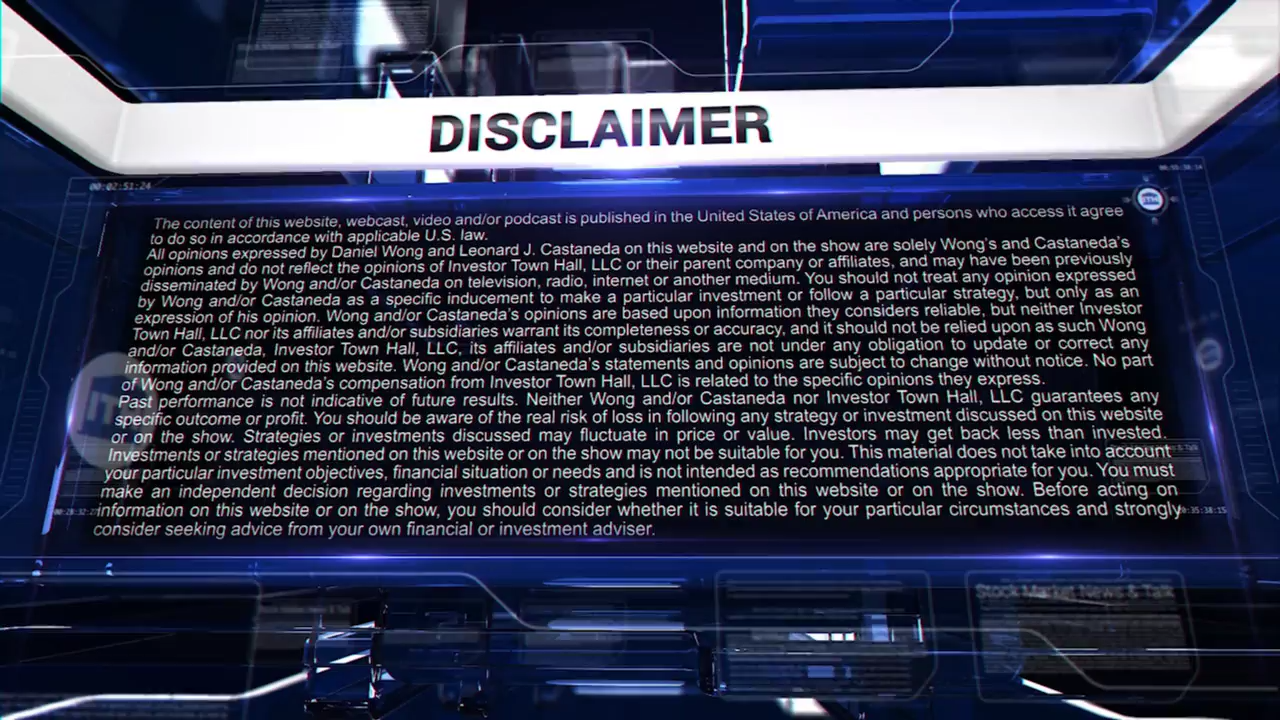 DISCLAIMER
00:02:51:24
The content of this website, webcast, video and/or podcast is published in the United States of America and persons who access it agree
to do so in accordance with applicable U.S. law.
All opinions expressed by Daniel Wong and Leonard J. Castaneda on this website and on the show are solely Wong's and Castaneda's
opinions and do not reflect the opinions of Investor Town Hall, LLC or their parent company or affiliates, and may have been previously
disseminated by Wong and/or Castaneda on television, radio, internet or another medium. You should not treat any opinion expressed
by Wong and/or Castaneda as a specific inducement to make a particular investment or follow a particular strategy, but only as an
expression of his opinion. Wong and/or Castaneda's opinions are based upon information they considers reliable, but neither Investor
Town Hall, LLC nor its affiliates and/or subsidiaries warrant its completeness or accuracy, and it should not be relied upon as such Wong
and/or Castaneda, Investor Town Hall, LLC, its affiliates and/or subsidiaries are not under any obligation to update or correct any
information provided on this website. Wong and/or Castaneda's statements and opinions are subject to change without notice. No part
of Wong and/or Castaneda's compensation from Investor Town Hall, LLC is related to the specific opinions they express.
Past performance is not indicative of future results. Neither Wong and/or Castaneda nor Investor Town Hall, LLC guarantees any
specific outcome or profit. You should be aware of the real risk of loss in following any strategy or investment discussed on this website
or on the show. Strategies or investments discussed may fluctuate in price or value. Investors may get back less than invested.
Investments or strategies mentioned on this website or on the show may not be suitable for you. This material does not take into account
your particular investment objectives, financial situation or needs and is not intended as recommendations appropriate for you. You must
make an independent decision regarding investments or strategies mentioned on this website or on the show. Before acting on
information on this website or on the show, you should consider whether it is suitable for your particular circumstances and strongly
consider seeking advice from your own financial or investment adviser.
Stock Market News & Talk